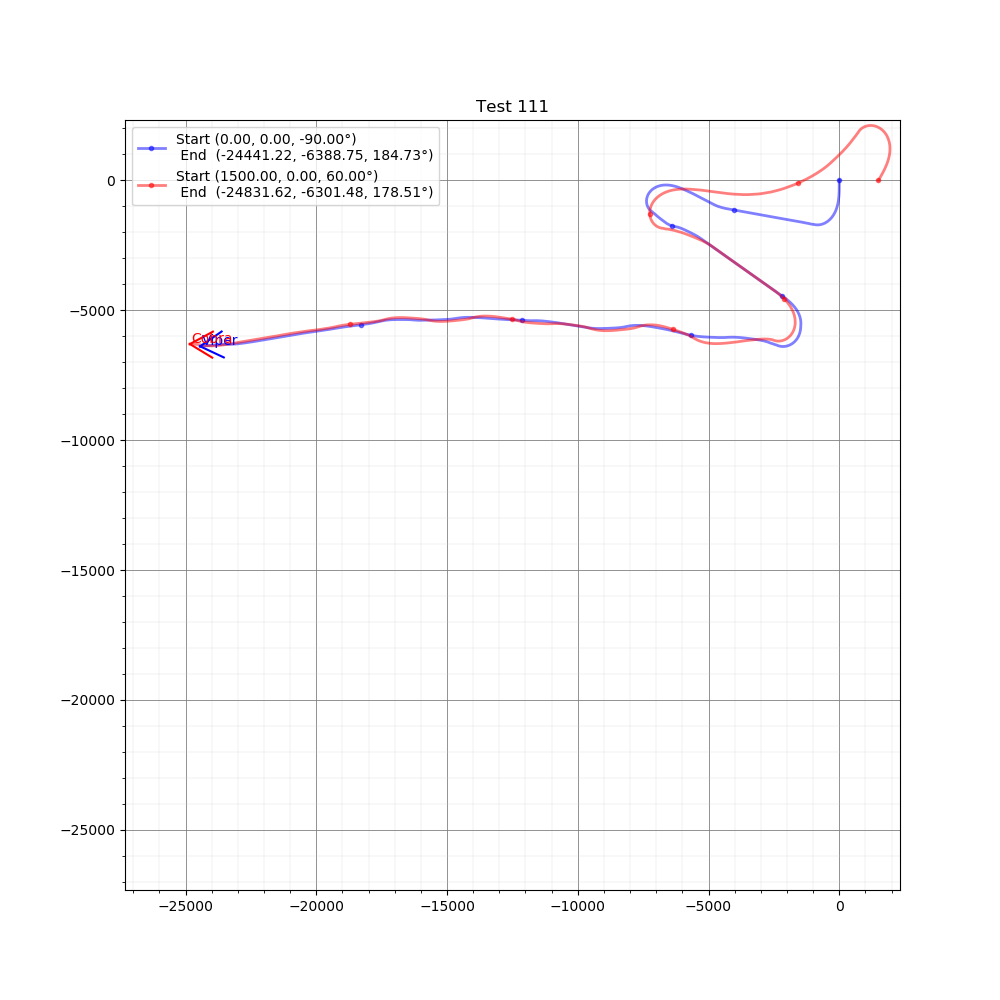 Test 111
Start (0.00, 0.00, -90.00°)
End (-24441.22, -6388.75, 184.73°)
Start (1500.00, 0.00, 60.00°)
End (-24831.62, -6301.48, 178.51°)
0
−5000
−10000
−15000
−20000
−25000
−25000
−20000
−15000
−10000
−5000
0